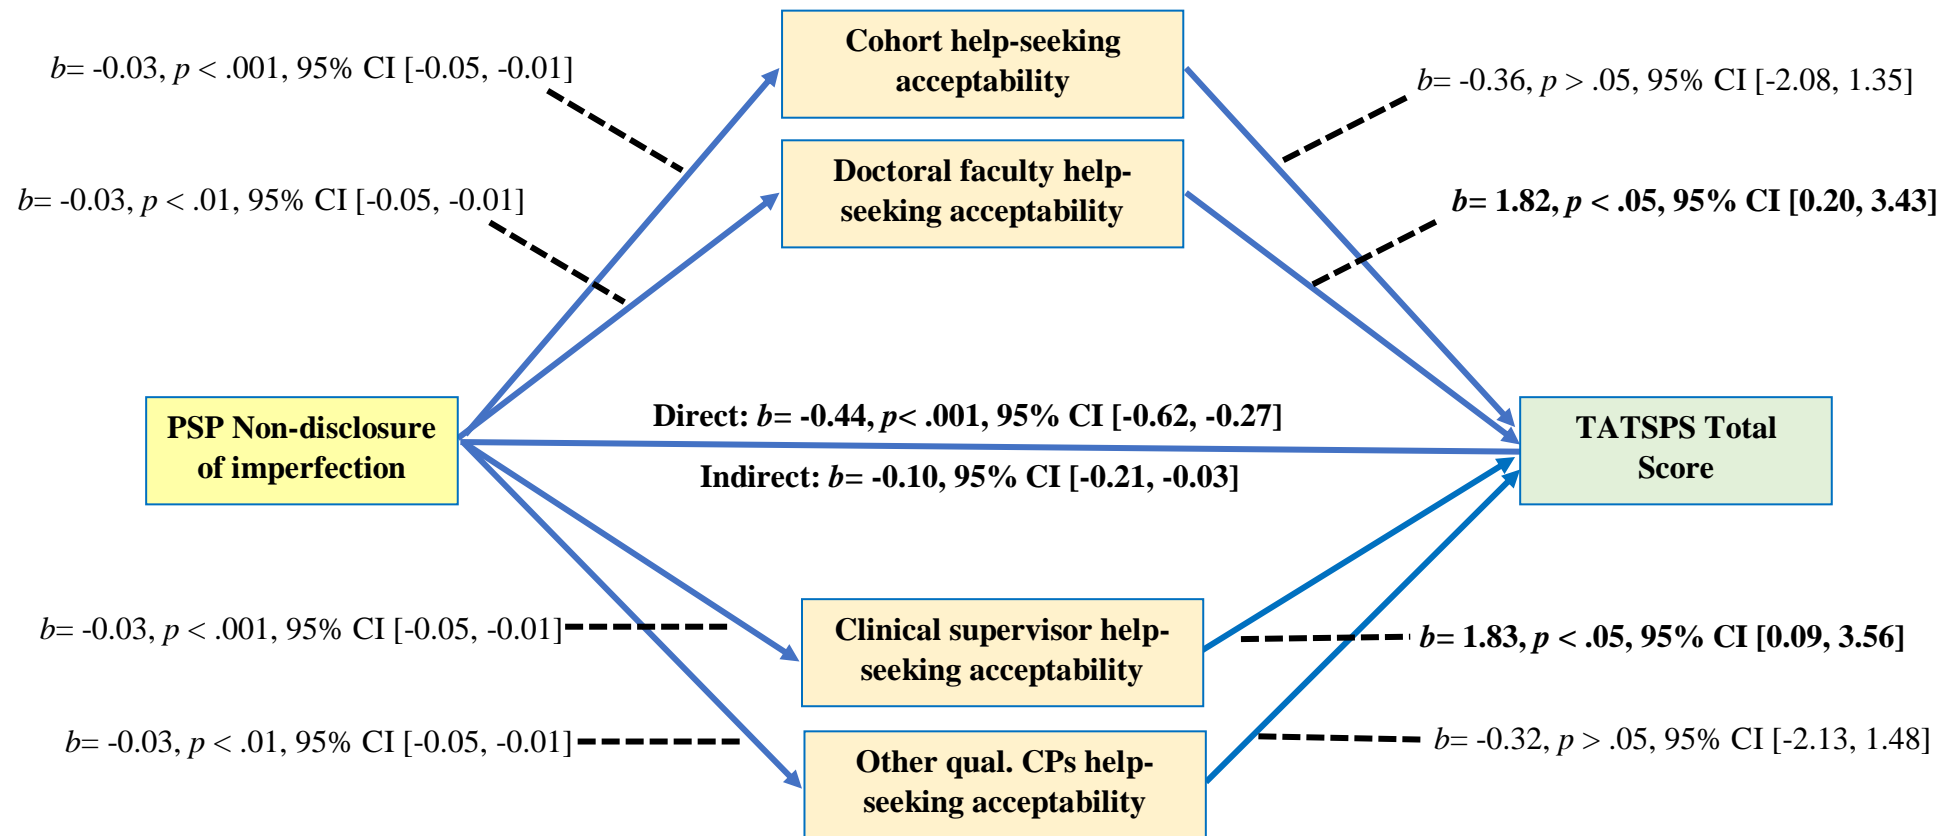 Cohort help-seeking
acceptability
b= -0.03, p < .001, 95% CI [-0.05, -0.01]
b= -0.36, p > .05, 95% CI [-2.08, 1.35]
Doctoral faculty help-
seeking acceptability
b= -0.03, p < .01, 95% CI [-0.05, -0.01]
b= 1.82, p < .05, 95% CI [0.20, 3.43]
PSP Non-disclosure
of imperfection
Direct: b= -0.44, p< .001, 95% CI [-0.62, -0.27]
Indirect: b= -0.10, 95% CI [-0.21, -0.03]
TATSPS Total
Score
b= -0.03, p < .001, 95% CI [-0.05, -0.01]
Clinical supervisor help-
seeking acceptability
b= 1.83, p < .05, 95% CI [0.09, 3.56]
b= -0.03, p < .01, 95% CI [-0.05, -0.01]
Other qual. CPs help-
seeking acceptability
b= -0.32, p > .05, 95% CI [-2.13, 1.48]